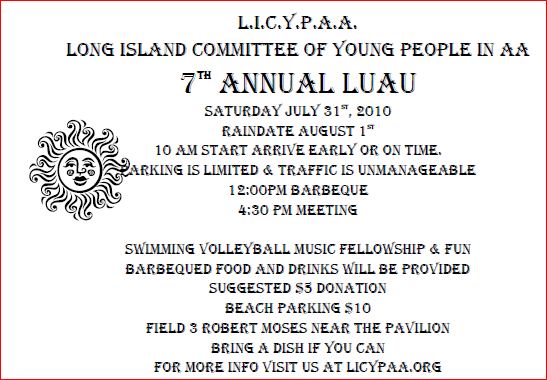 L.I.C.Y.P.A.A.
LONG ISLAND COMMITTEE OF YOUNG PEOPLE IN AA
7TH ANNUAL LUAU
SATURDAY JULY 31ST, 2010
RAINDATE AUGUST 1ST
10 AM START ARRIVE EARLY OR ON TIME.
PARKING IS LIMITED & TRAFFIC IS UNMANAGEABLE
12:00PM BARBEQUE
4:30 PM MEETING
SWIMMING VOLLEYBALL MUSIC FELLOWSHIP & FUN
BARBEQUED FOOD AND DRINKS WILL BE PROVIDED
SUGGESTED $5 DONATION
BEACH PARKING $10
FIELD 3 ROBERT MOSES NEAR THE PAVILION
BRING A DISH IF YOU CAN
FOR MORE INFO VISIT US AT LICYPAA.ORG